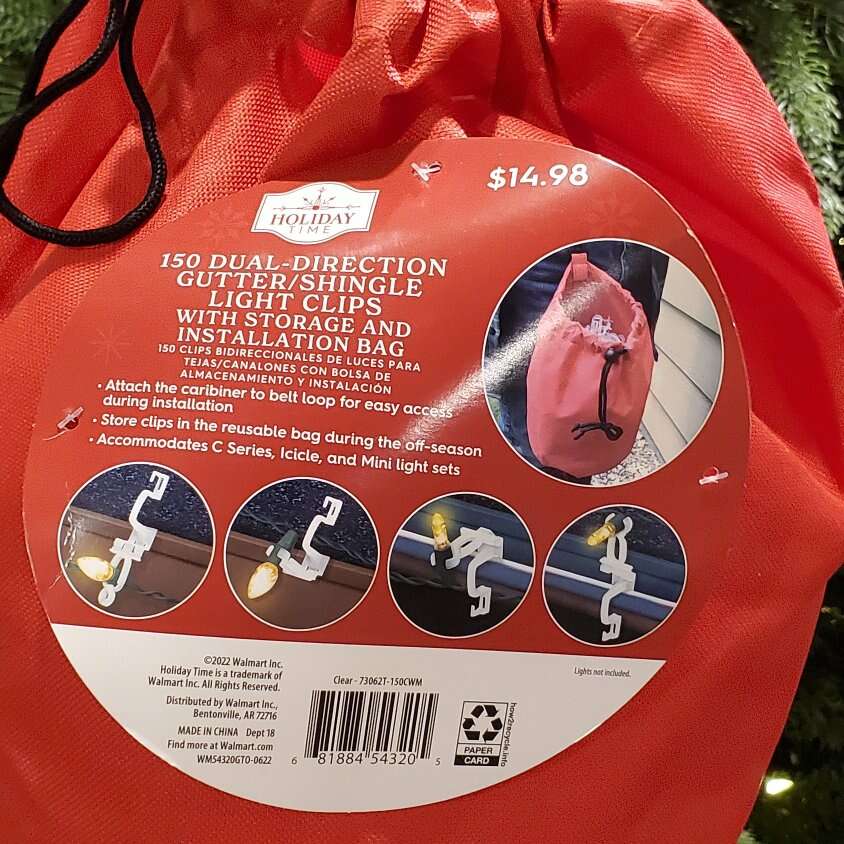 $14.98
HOLIDAY
TIME
150 DUAL-DIRECTION
GUTTER/SHINGLE
LIGHT CLIPS
WITH STORAGE AND
INSTALLATION BAG
150 CLIPS BIDIRECCIONALES DE LUCES PARA
TEJAS/CANALONES CON BOLSA DE
ALMACENAMIENTO Y INSTALACIÓN
• Attach the caribiner to belt loop for easy access
during installation
• Store clips in the reusable bag during the off-season
• Accommodates C Series, Icicle, and Mini light sets
©2022 Walmart Inc.
Holiday Time is a trademark of
Walmart Inc. All Rights Reserved.
Distributed by Walmart Inc.,
Bentonville, AR 72716
MADE IN CHINA Dept 18
Find more at Walmart.com
WM54320GTO-0622
Clear - 73062T-150CWM
6 81884 54320 5
PAPER
CARD
how2recycle.info
Lights not included.